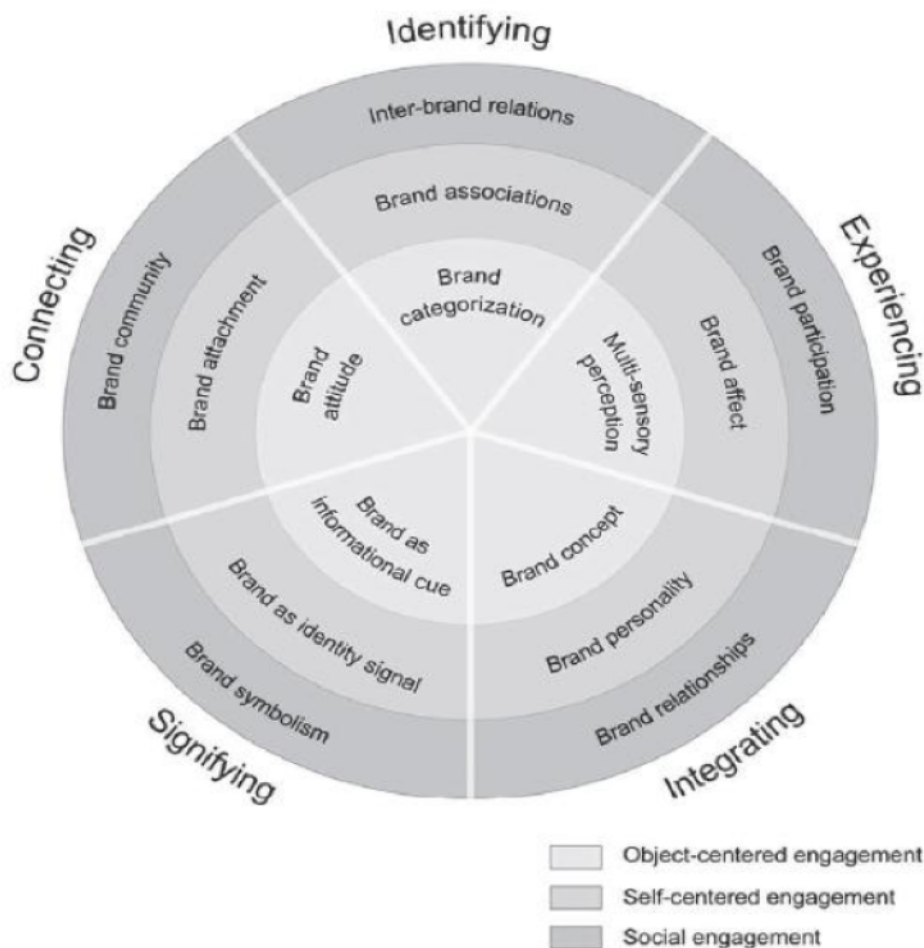 Identifying
Inter-brand relations
Brand associations
Brand
categorization
Experiencing
Brand participation
Brand affect
Multi-sensory
perception
Integrating
Brand relationships
Brand personality
Brand concept
Signifying
Brand symbolism
Brand as identity signal
Brand as
informational cue
Connecting
Brand community
Brand attachment
Brand
attitude
Object-centered engagement
Self-centered engagement
Social engagement